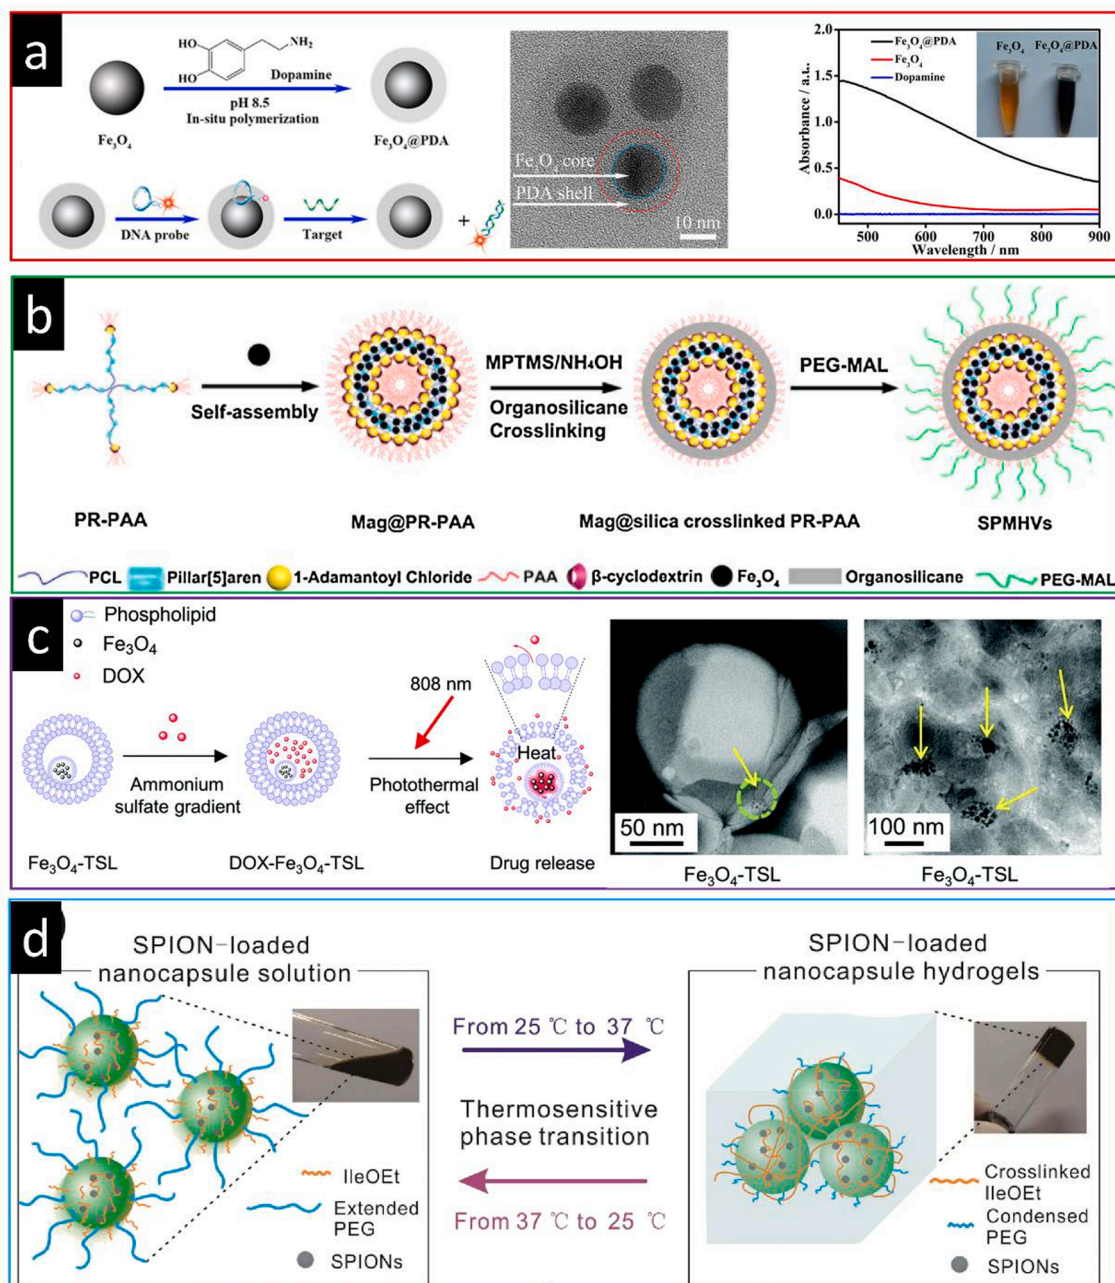 a
HO
HO
NH₂
Dopamine
pH 8.5
In-situ polymerization
Fe₃O₄
Fe₃O₄@PDA
DNA probe
Target
+
Fe₃O₄ core
PDA shell
10 nm
Absorbance / a.u.
2.0
1.5
1.0
0.5
0.0
Fe₃O₄@PDA
Fe₃O₄
Dopamine
Fe₃O₄ Fe₃O₄@PDA
500 600 700 800 900
Wavelength / nm
b
Self-assembly
MPTMS/NH₄OH
Organosilicane
Crosslinking
PEG-MAL
PR-PAA
Mag@PR-PAA
Mag@silica crosslinked PR-PAA
SPMHVs
PCL Pillar[5]aren 1-Adamantoyl Chloride PAA β-cyclodextrin Fe₃O₄ Organosilicane PEG-MAL
c
Phospholipid
Fe₃O₄
DOX
Ammonium
sulfate gradient
808 nm
Photothermal
effect
Heat
Fe₃O₄-TSL
DOX-Fe₃O₄-TSL
Drug release
50 nm
Fe₃O₄-TSL
100 nm
Fe₃O₄-TSL
d
SPION-loaded
nanocapsule solution
IleOEt
Extended
PEG
SPIONs
From 25 ℃ to 37 ℃
Thermosensitive
phase transition
From 37 ℃ to 25 ℃
SPION-loaded
nanocapsule hydrogels
Crosslinked
IleOEt
Condensed
PEG
SPIONs